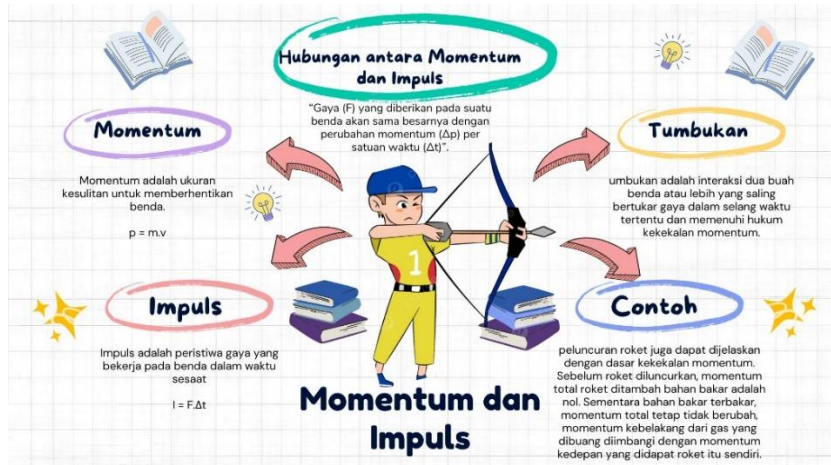 Hubungan antara Momentum
dan Impuls
"Gaya (F) yang diberikan pada suatu
benda akan sama besarnya dengan
perubahan momentum (Δp) per
satuan waktu (Δt)".
Momentum
Momentum adalah ukuran
kesulitan untuk memberhentikan
benda.
p = m.v
Tumbukan
umbukan adalah interaksi dua buah
benda atau lebih yang saling
bertukar gaya dalam selang waktu
tertentu dan memenuhi hukum
kekekalan momentum.
1
Impuls
Impuls adalah peristiwa gaya yang
bekerja pada benda dalam waktu
sesaat
I = F.Δt
Contoh
peluncuran roket juga dapat dijelaskan
dengan dasar kekekalan momentum.
Sebelum roket diluncurkan, momentum
total roket ditambah bahan bakar adalah
nol. Sementara bahan bakar terbakar,
momentum total tetap tidak berubah,
momentum kebelakang dari gas yang
dibuang diimbangi dengan momentum
kedepan yang didapat roket itu sendiri.
Momentum dan
Impuls